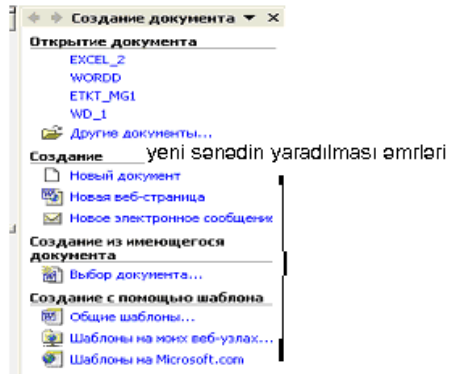 Создание документа
Открытие документа
EXCEL_2
WORDD
ETKT_MG1
WD_1
Другие документы...
Создание
yeni sənədin yaradılması əmrləri
Новый документ
Новая веб-страница
Новое электронное сообщение
Создание из имеющегося
документа
Выбор документа...
Создание с помощью шаблона
Общие шаблоны...
Шаблоны на моих веб-узлах...
Шаблоны на Microsoft.com